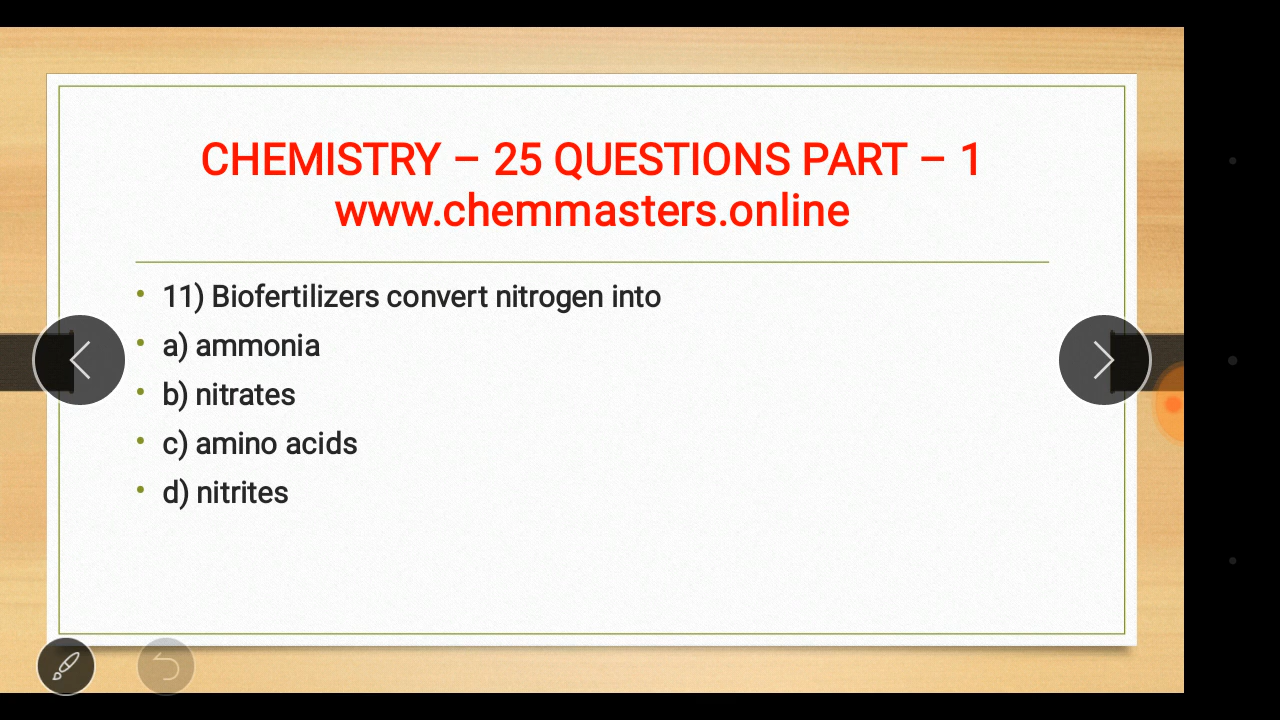 CHEMISTRY – 25 QUESTIONS PART – 1
www.chemmasters.online
• 11) Biofertilizers convert nitrogen into
• a) ammonia
• b) nitrates
• c) amino acids
• d) nitrites